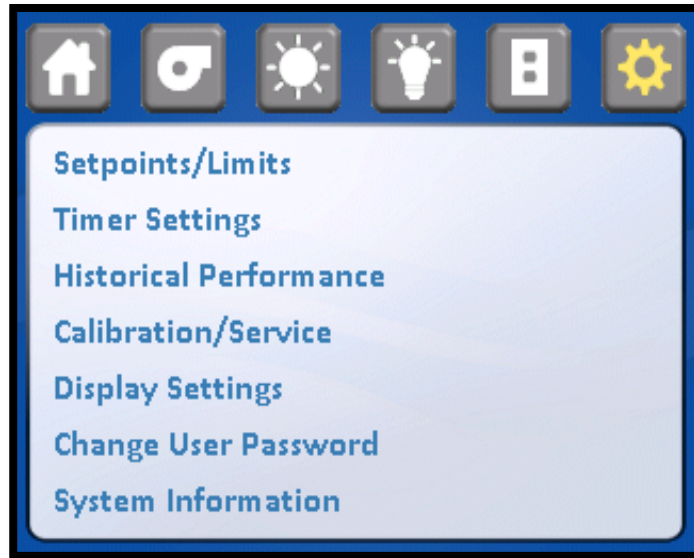 Setpoints/Limits
Timer Settings
Historical Performance
Calibration/Service
Display Settings
Change User Password
System Information